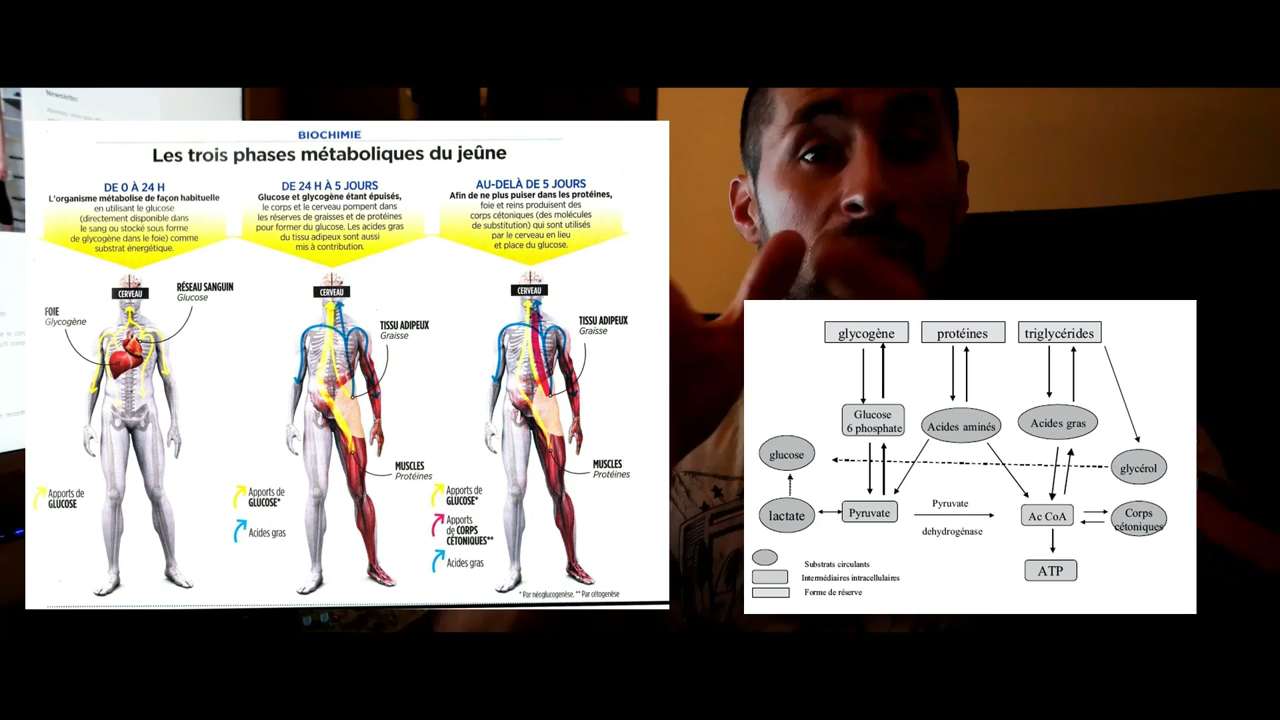 Newsletter
BIOCHIMIE
Les trois phases métaboliques du jeûne
DE 0 À 24 H
L'organisme métabolise de façon habituelle
en utilisant le glucose
(directement disponible dans
le sang ou stocké sous forme
de glycogène dans le foie) comme
substrat énergétique.
DE 24 H À 5 JOURS
Glucose et glycogène étant épuisés,
le corps et le cerveau pompent dans
les réserves de graisses et de protéines
pour former du glucose. Les acides gras
du tissu adipeux sont aussi
mis à contribution.
AU-DELÀ DE 5 JOURS
Afin de ne plus puiser dans les protéines,
foie et reins produisent des
corps cétoniques (des molécules
de substitution) qui sont utilisés
par le cerveau en lieu
et place du glucose.
CERVEAU
RÉSEAU SANGUIN
Glucose
FOIE
Glycogène
Apports de
GLUCOSE
CERVEAU
TISSU ADIPEUX
Graisse
MUSCLES
Protéines
Apports de
GLUCOSE*
Acides gras
CERVEAU
TISSU ADIPEUX
Graisse
MUSCLES
Protéines
Apports de
GLUCOSE*
Apports
de CORPS
CÉTONIQUES**
Acides gras
* Par néoglucogenèse. ** Par cétogenèse
glycogène
protéines
triglycérides
Glucose
6 phosphate
Acides aminés
Acides gras
glucose
glycérol
lactate
Pyruvate
Pyruvate
dehydrogénase
Ac CoA
Corps
cétoniques
ATP
Substrats circulants
Intermédiaires intracellulaires
Forme de réserve